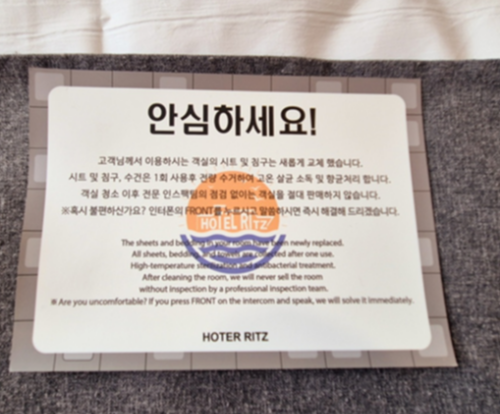 안심하세요!
고객님께서 이용하시는 객실의 시트 및 침구는 새롭게 교체 했습니다.
시트 및 침구, 수건은 1회 사용후 전량 수거하여 고온 살균 소독 및 향균처리 합니다.
객실 청소 이후 전문 인스펙팀의 점검 없이는 객실을 절대 판매하지 않습니다.
※혹시 불편하신가요? 인터폰의 FRONT를 누르시고 말씀하시면 즉시 해결해 드리겠습니다.
HOTEL RITZ
The sheets and bedding in your room have been newly replaced.
All sheets, bedding and towels are collected after one use.
High-temperature sterilization and antibacterial treatment.
After cleaning the room, we will never sell the room
without inspection by a professional inspection team.
※ Are you uncomfortable? If you press FRONT on the intercom and speak, we will solve it immediately.
HOTER RITZ